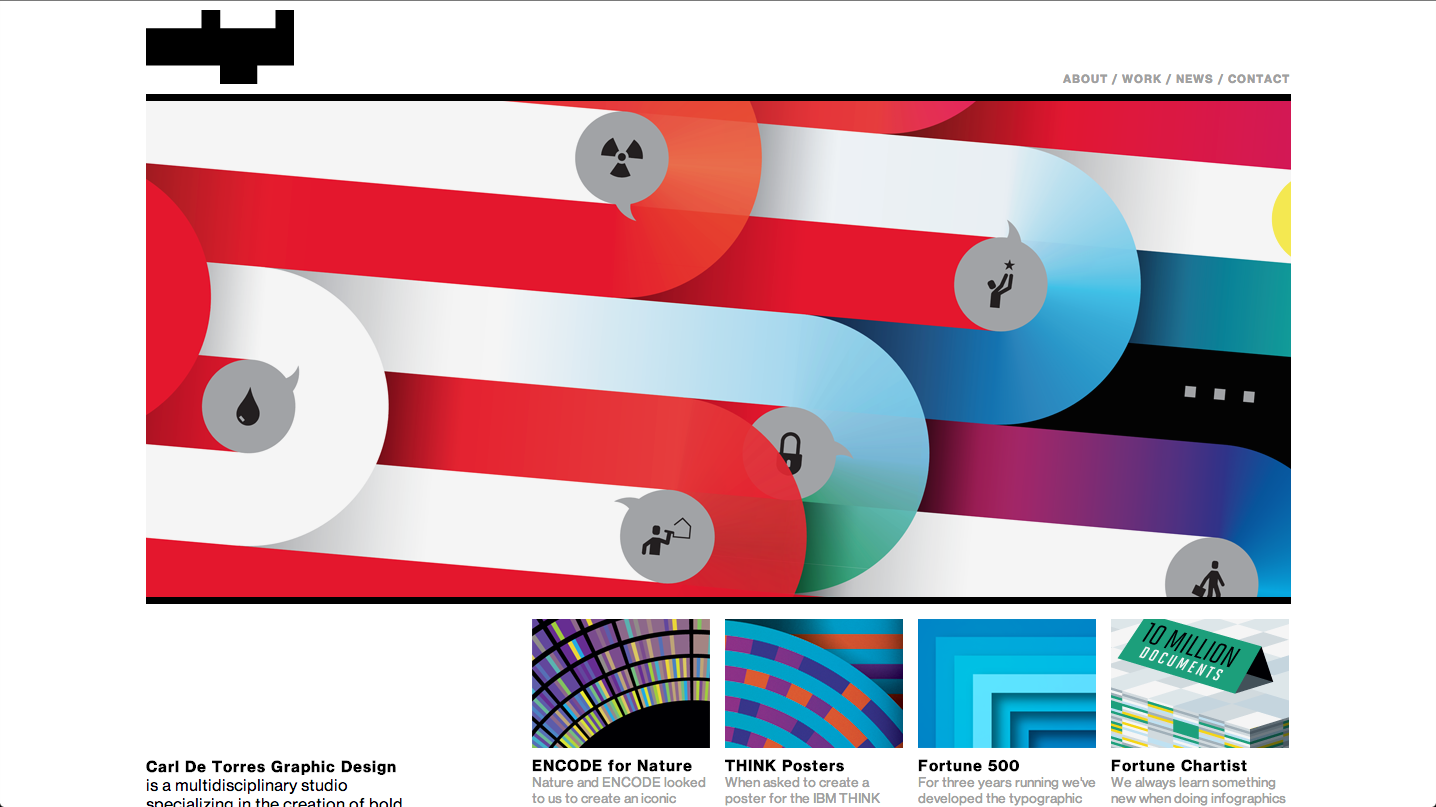 ABOUT / WORK / NEWS / CONTACT
10 MILLION
DOCUMENTS
Carl De Torres Graphic Design
is a multidisciplinary studio
specializing in the creation of bold
ENCODE for Nature
Nature and ENCODE looked
to us to create an iconic
THINK Posters
When asked to create a
poster for the IBM THINK
Fortune 500
For three years running we've
developed the typographic
Fortune Chartist
We always learn something
new when doing infographics